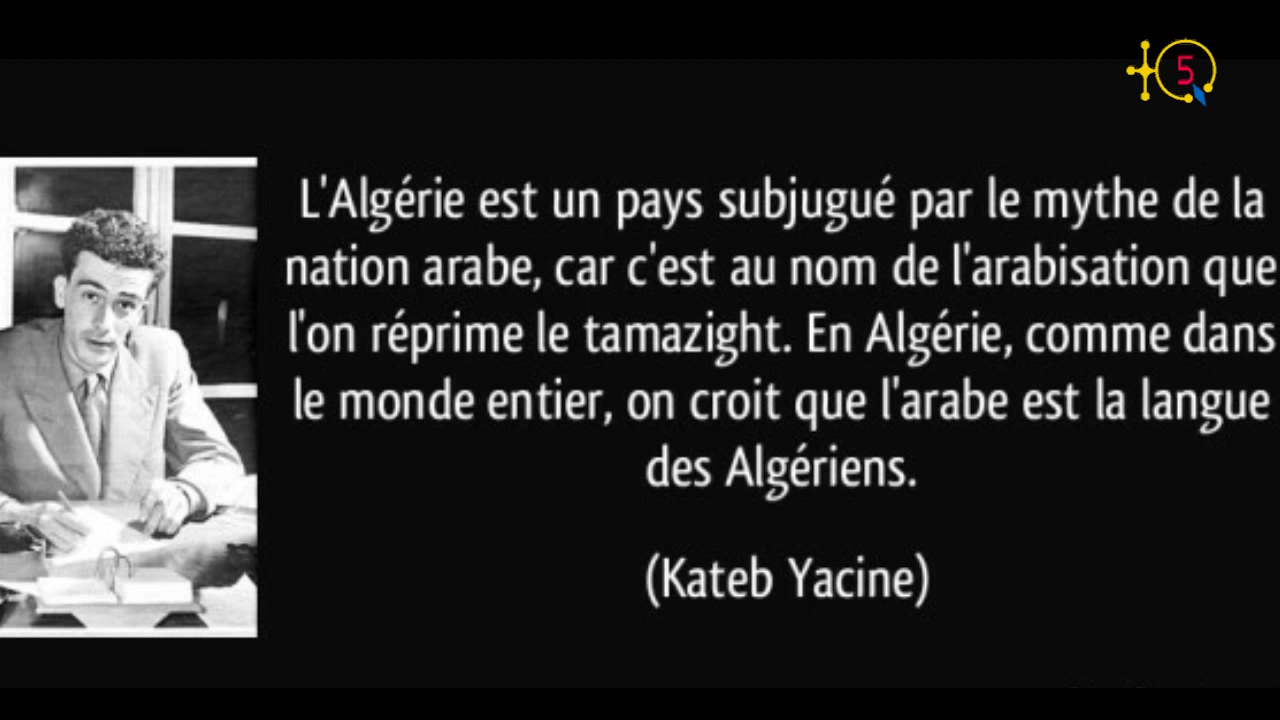 5
L'Algérie est un pays subjugué par le mythe de la
nation arabe, car c'est au nom de l'arabisation que
l'on réprime le tamazight. En Algérie, comme dans
le monde entier, on croit que l'arabe est la langue
des Algériens.
(Kateb Yacine)